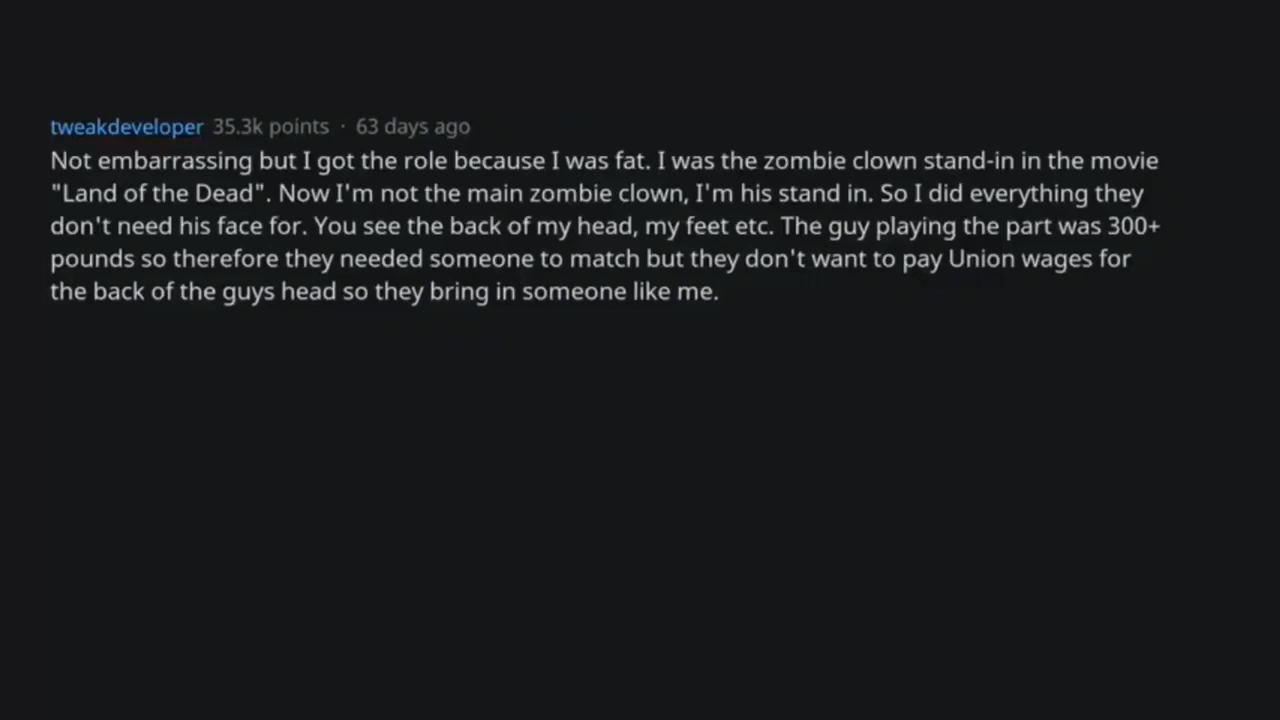 tweakdeveloper 35.3k points · 63 days ago
Not embarrassing but I got the role because I was fat. I was the zombie clown stand-in in the movie
"Land of the Dead". Now I'm not the main zombie clown, I'm his stand in. So I did everything they
don't need his face for. You see the back of my head, my feet etc. The guy playing the part was 300+
pounds so therefore they needed someone to match but they don't want to pay Union wages for
the back of the guys head so they bring in someone like me.